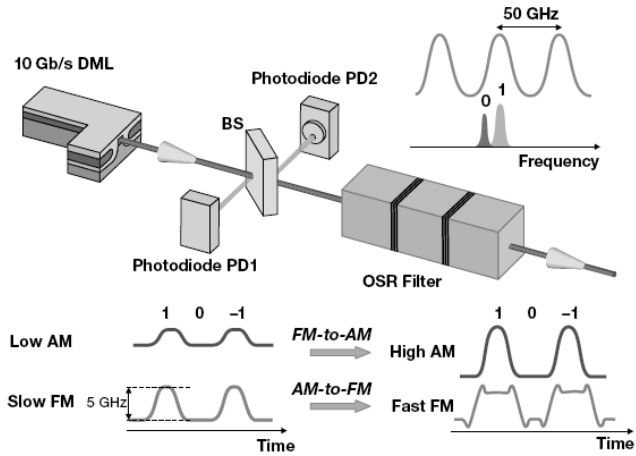 50 GHz
10 Gb/s DML
Photodiode PD2
BS
0 1
Frequency
Photodiode PD1
OSR Filter
1 0 –1
1 0 –1
Low AM
FM-to-AM
High AM
Slow FM
5 GHz
AM-to-FM
Fast FM
Time
Time